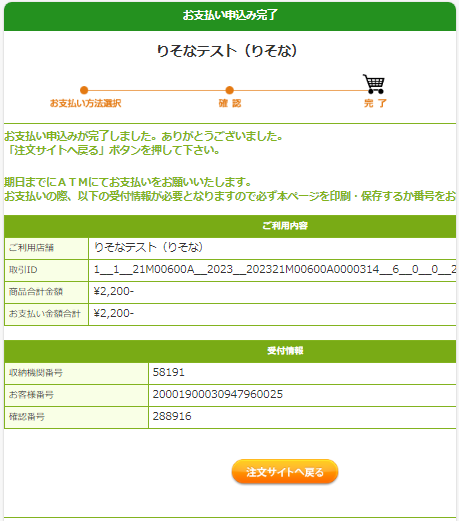 お支払い申込み完了
りそなテスト（りそな）
お支払い方法選択
確 認
完 了
お支払い申込みが完了しました。ありがとうございました。
「注文サイトへ戻る」ボタンを押して下さい。
期日までにＡＴＭにてお支払いをお願いいたします。
お支払いの際、以下の受付情報が必要となりますので必ず本ページを印刷・保存するか番号をお
ご利用内容
ご利用店舗 りそなテスト（りそな）
取引ID 1__1__21M00600A__2023__202321M00600A0000314__6__0__0__2
商品合計金額 ¥2,200-
お支払い金額合計 ¥2,200-
受付情報
収納機関番号 58191
お客様番号 20001900030947960025
確認番号 288916
注文サイトへ戻る